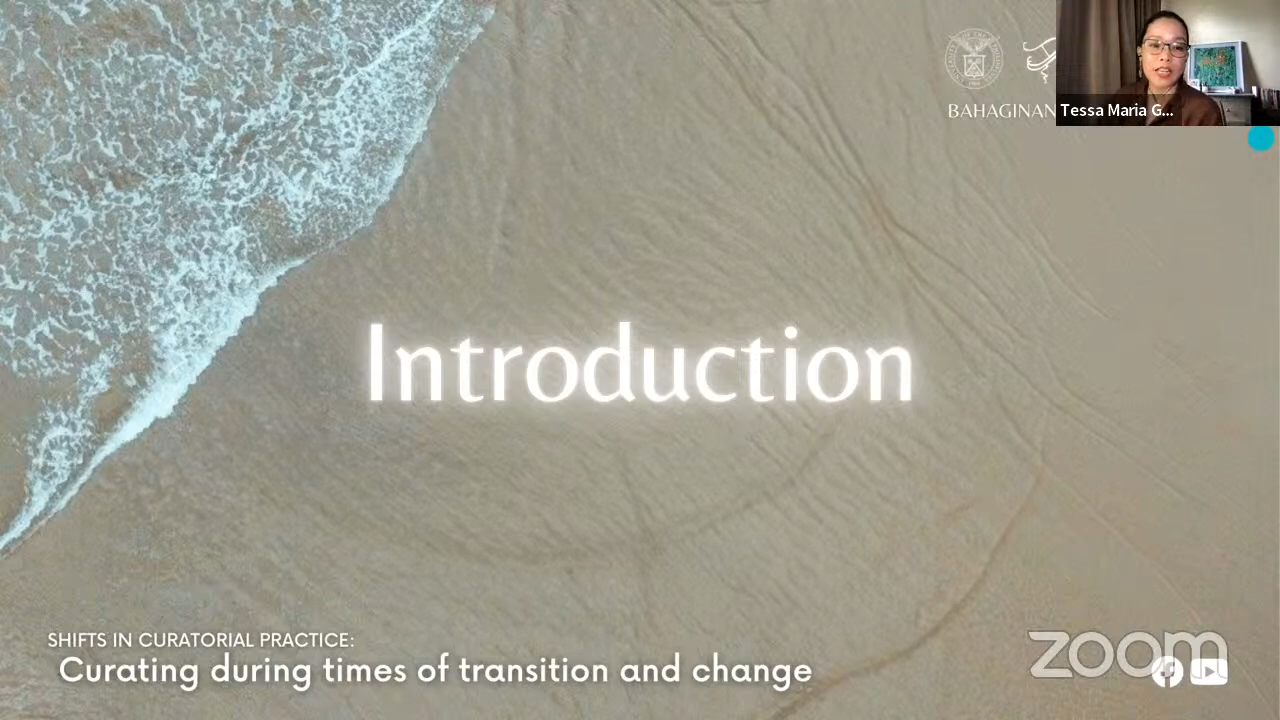 BAHAGINAN
Tessa Maria G...
Introduction
SHIFTS IN CURATORIAL PRACTICE:
Curating during times of transition and change
zoom